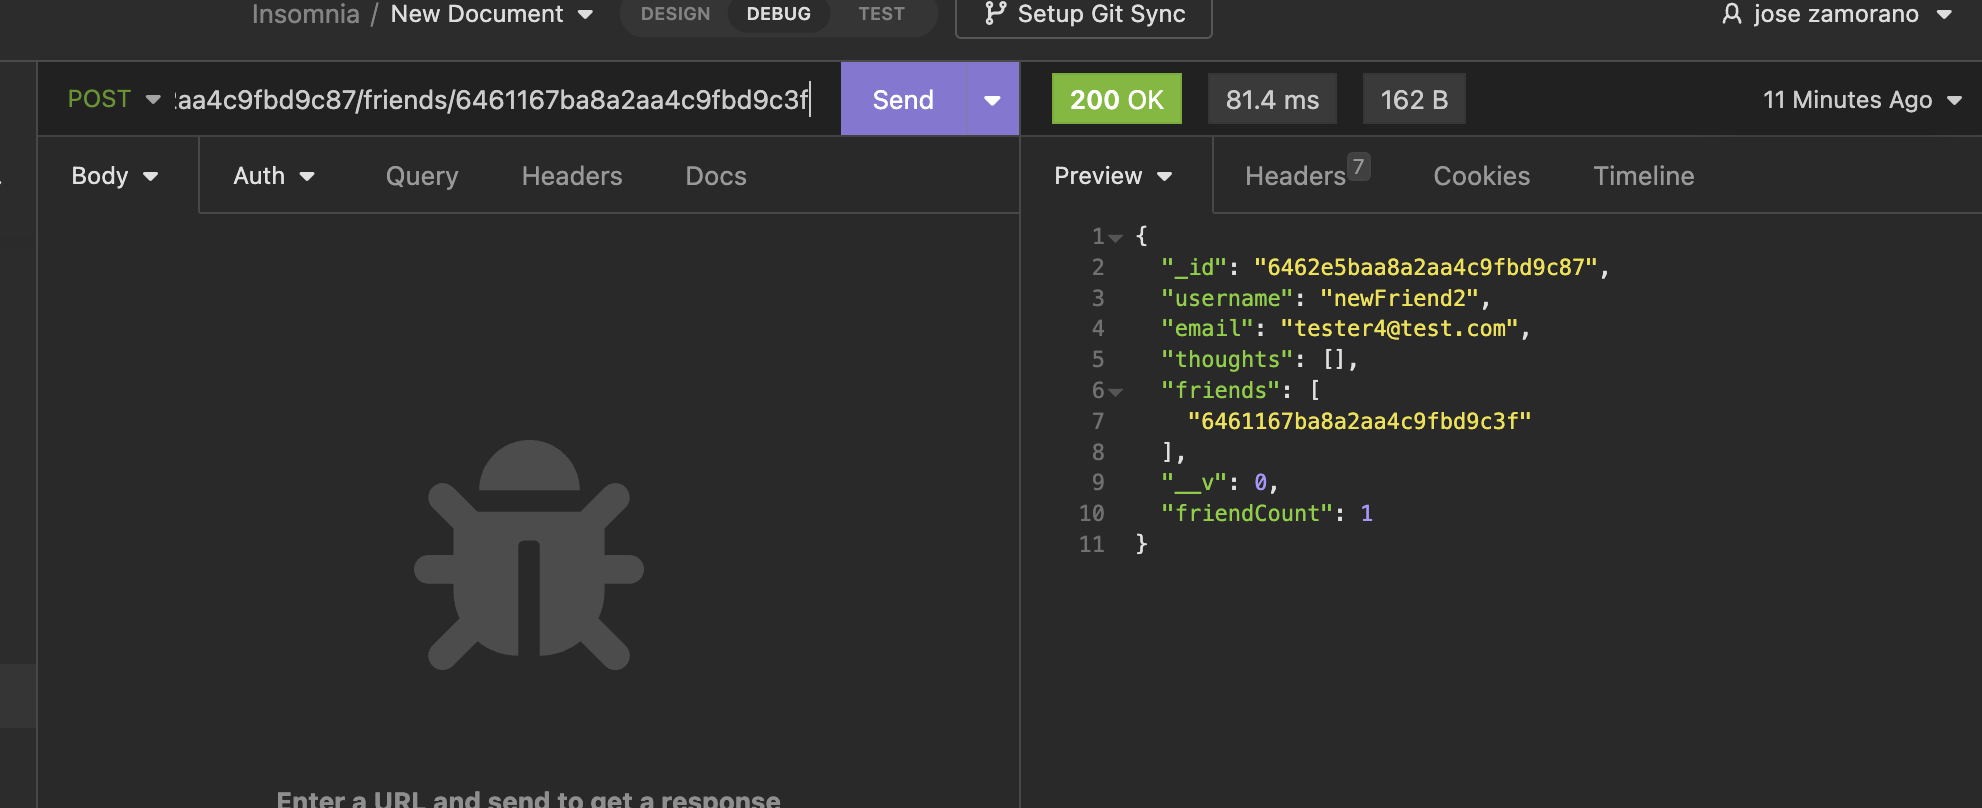 Insomnia / New Document DESIGN DEBUG TEST Setup Git Sync jose zamorano
POST aa4c9fbd9c87/friends/6461167ba8a2aa4c9fbd9c3f Send 200 OK 81.4 ms 162 B 11 Minutes Ago
Body Auth Query Headers Docs Preview Headers 7 Cookies Timeline
1 {
2 "_id": "6462e5baa8a2aa4c9fbd9c87",
3 "username": "newFriend2",
4 "email": "tester4@test.com",
5 "thoughts": [],
6 "friends": [
7 "6461167ba8a2aa4c9fbd9c3f"
8 ],
9 "__v": 0,
10 "friendCount": 1
11 }
Enter a URL and send to get a response